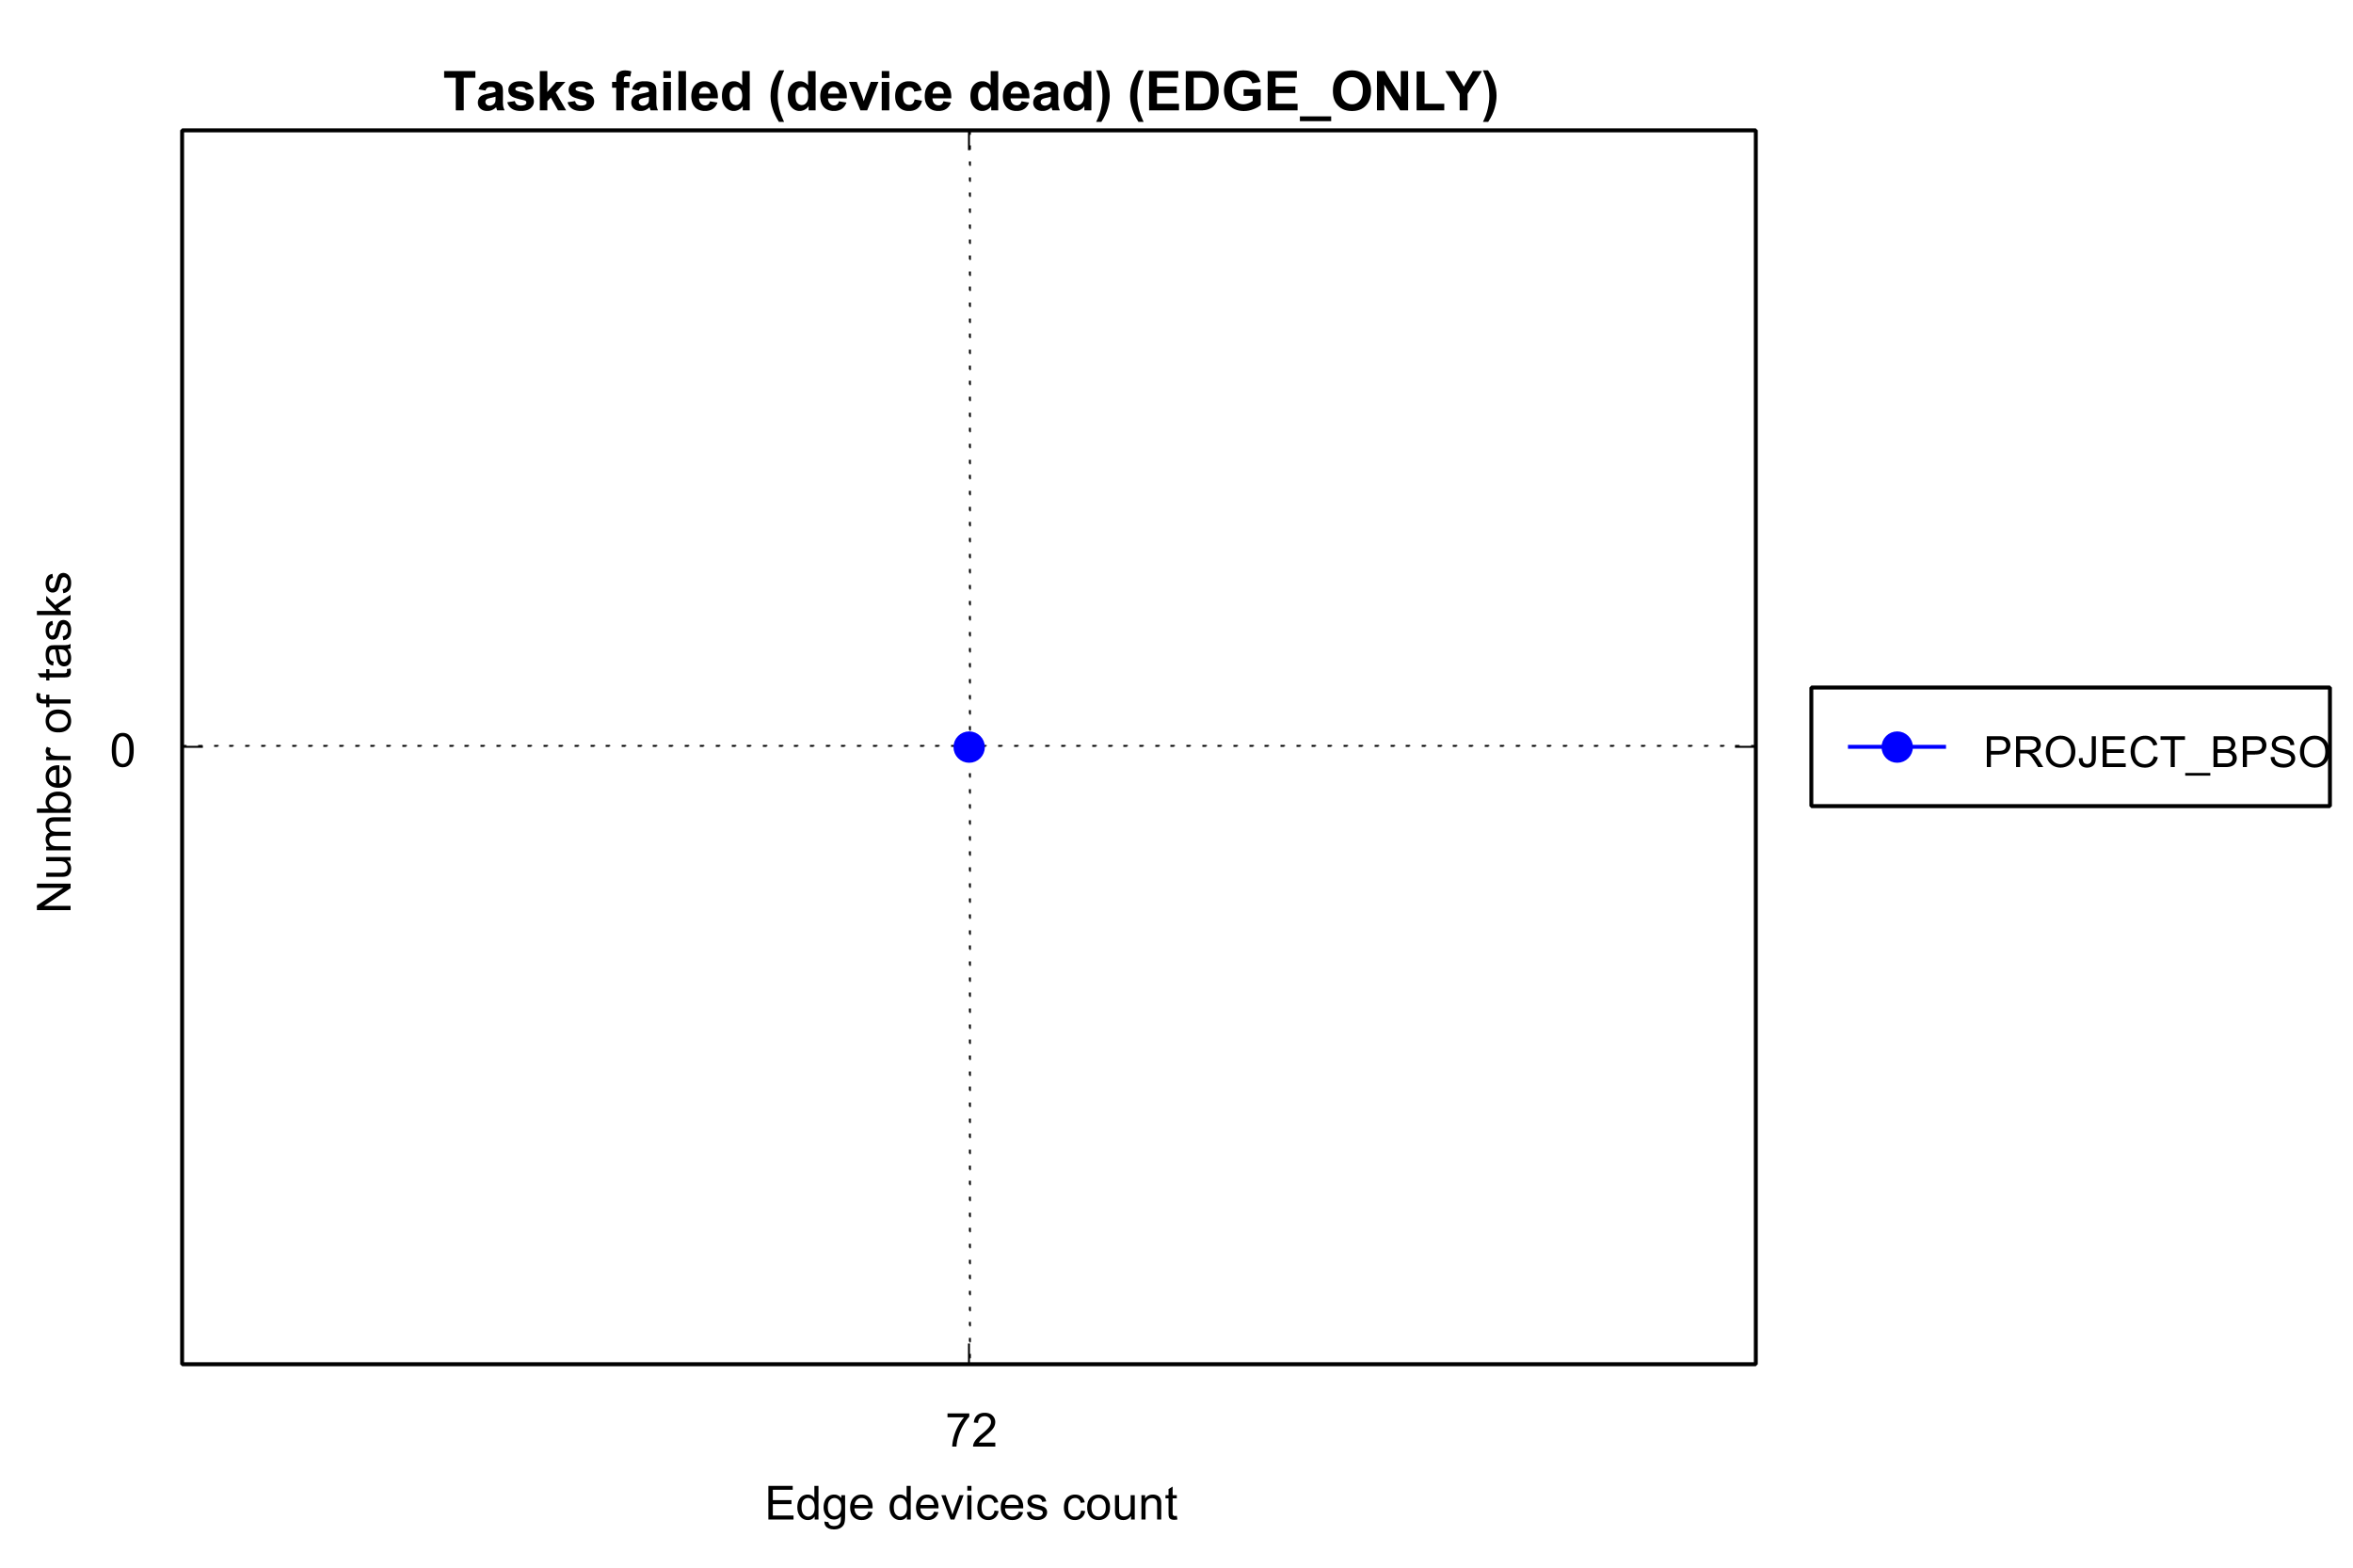 Tasks failed (device dead) (EDGE_ONLY)
Number of tasks
0
PROJECT_BPSO
72
Edge devices count